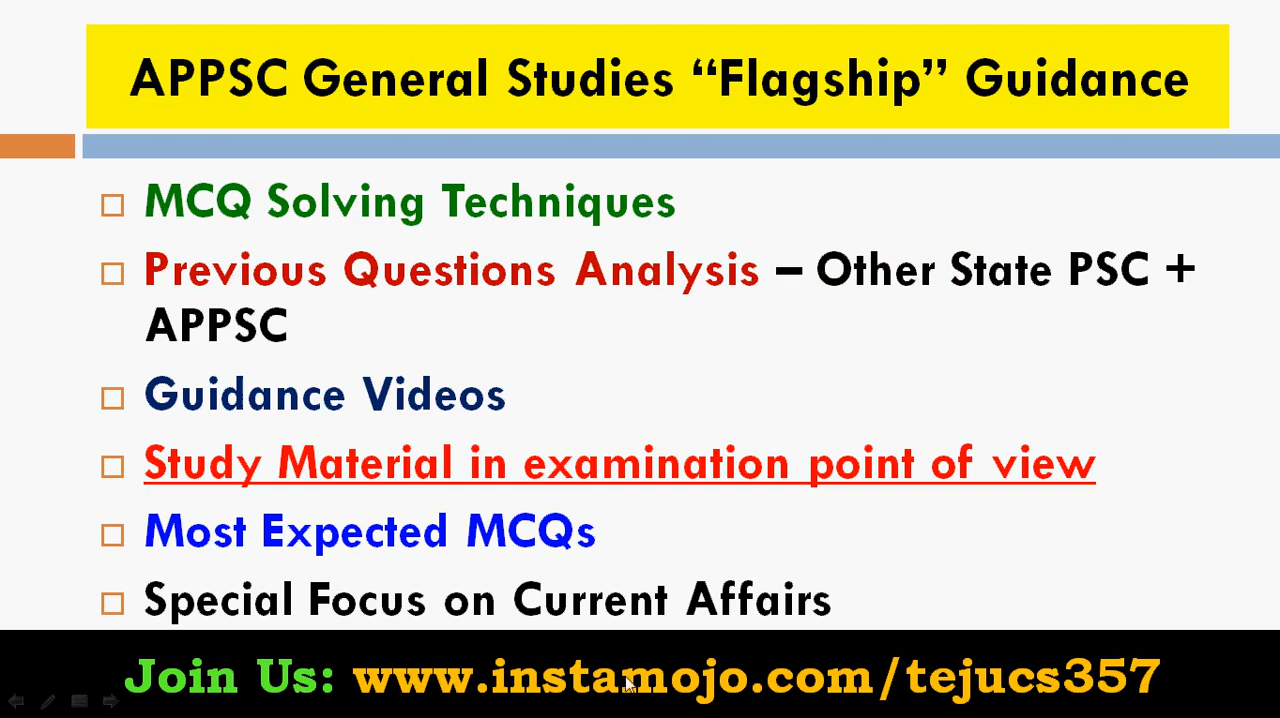 APPSC General Studies “Flagship” Guidance
MCQ Solving Techniques
Previous Questions Analysis – Other State PSC +
APPSC
Guidance Videos
Study Material in examination point of view
Most Expected MCQs
Special Focus on Current Affairs
Join Us: www.instamojo.com/tejucs357